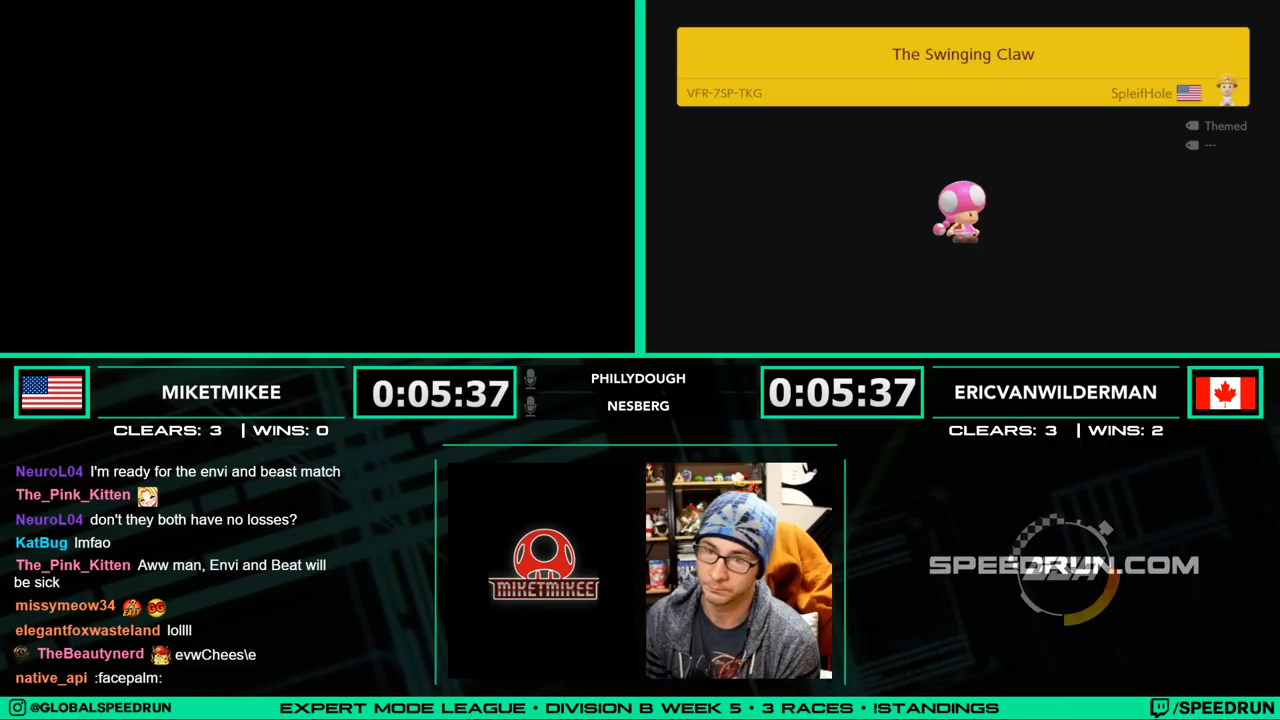 The Swinging Claw
VFR-7SP-TKG
SpleifHole
Themed
---
MIKETMIKEE
0:05:37
CLEARS: 3 | WINS: 0
PHILLYDOUGH
NESBERG
0:05:37
ERICVANWILDERMAN
CLEARS: 3 | WINS: 2
NeuroL04 I'm ready for the envi and beast match
The_Pink_Kitten
NeuroL04 don't they both have no losses?
KatBug lmfao
The_Pink_Kitten Aww man, Envi and Beat will
be sick
missymeow34 EASY GG
elegantfoxwasteland lollll
TheBeautynerd evwChees\e
native_api :facepalm:
MIKETMIKEE
SPEEDRUN.COM
@GLOBALSPEEDRUN
EXPERT MODE LEAGUE • DIVISION B WEEK 5 • 3 RACES • !STANDINGS
/SPEEDRUN